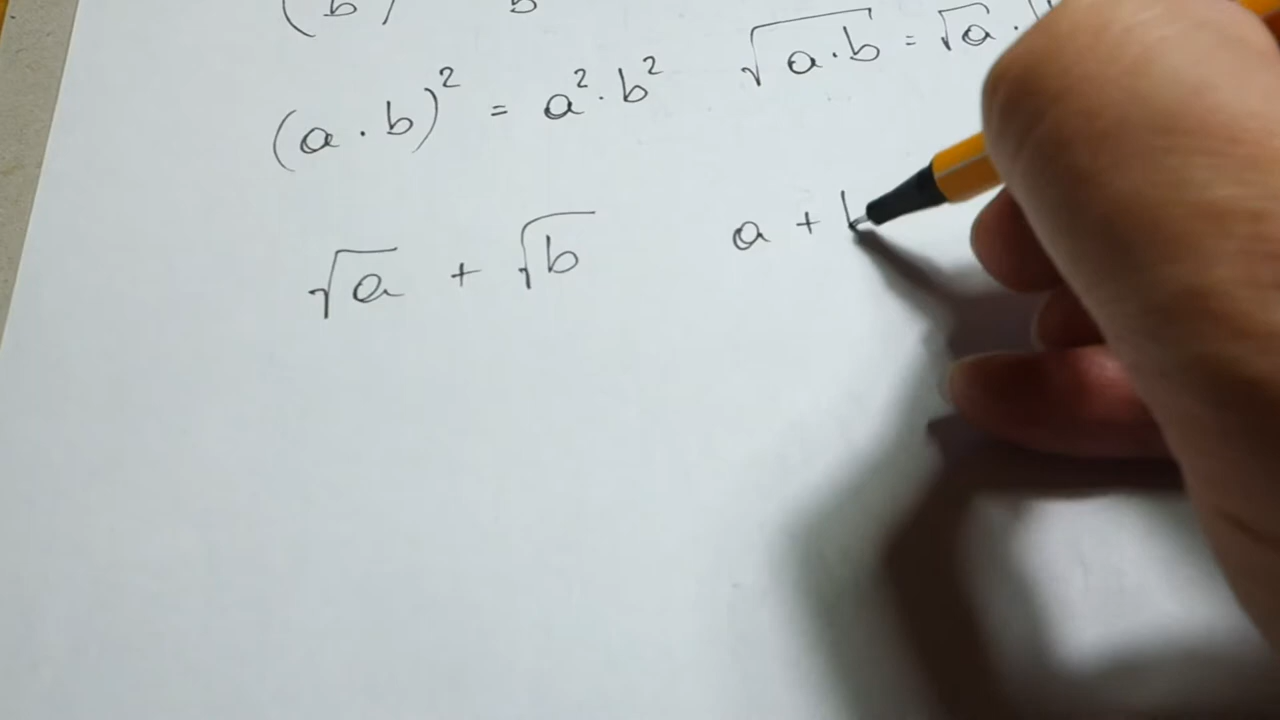 (b) b
(a · b)² = a² · b² √(a · b) = √a ·
√a + √b a + b